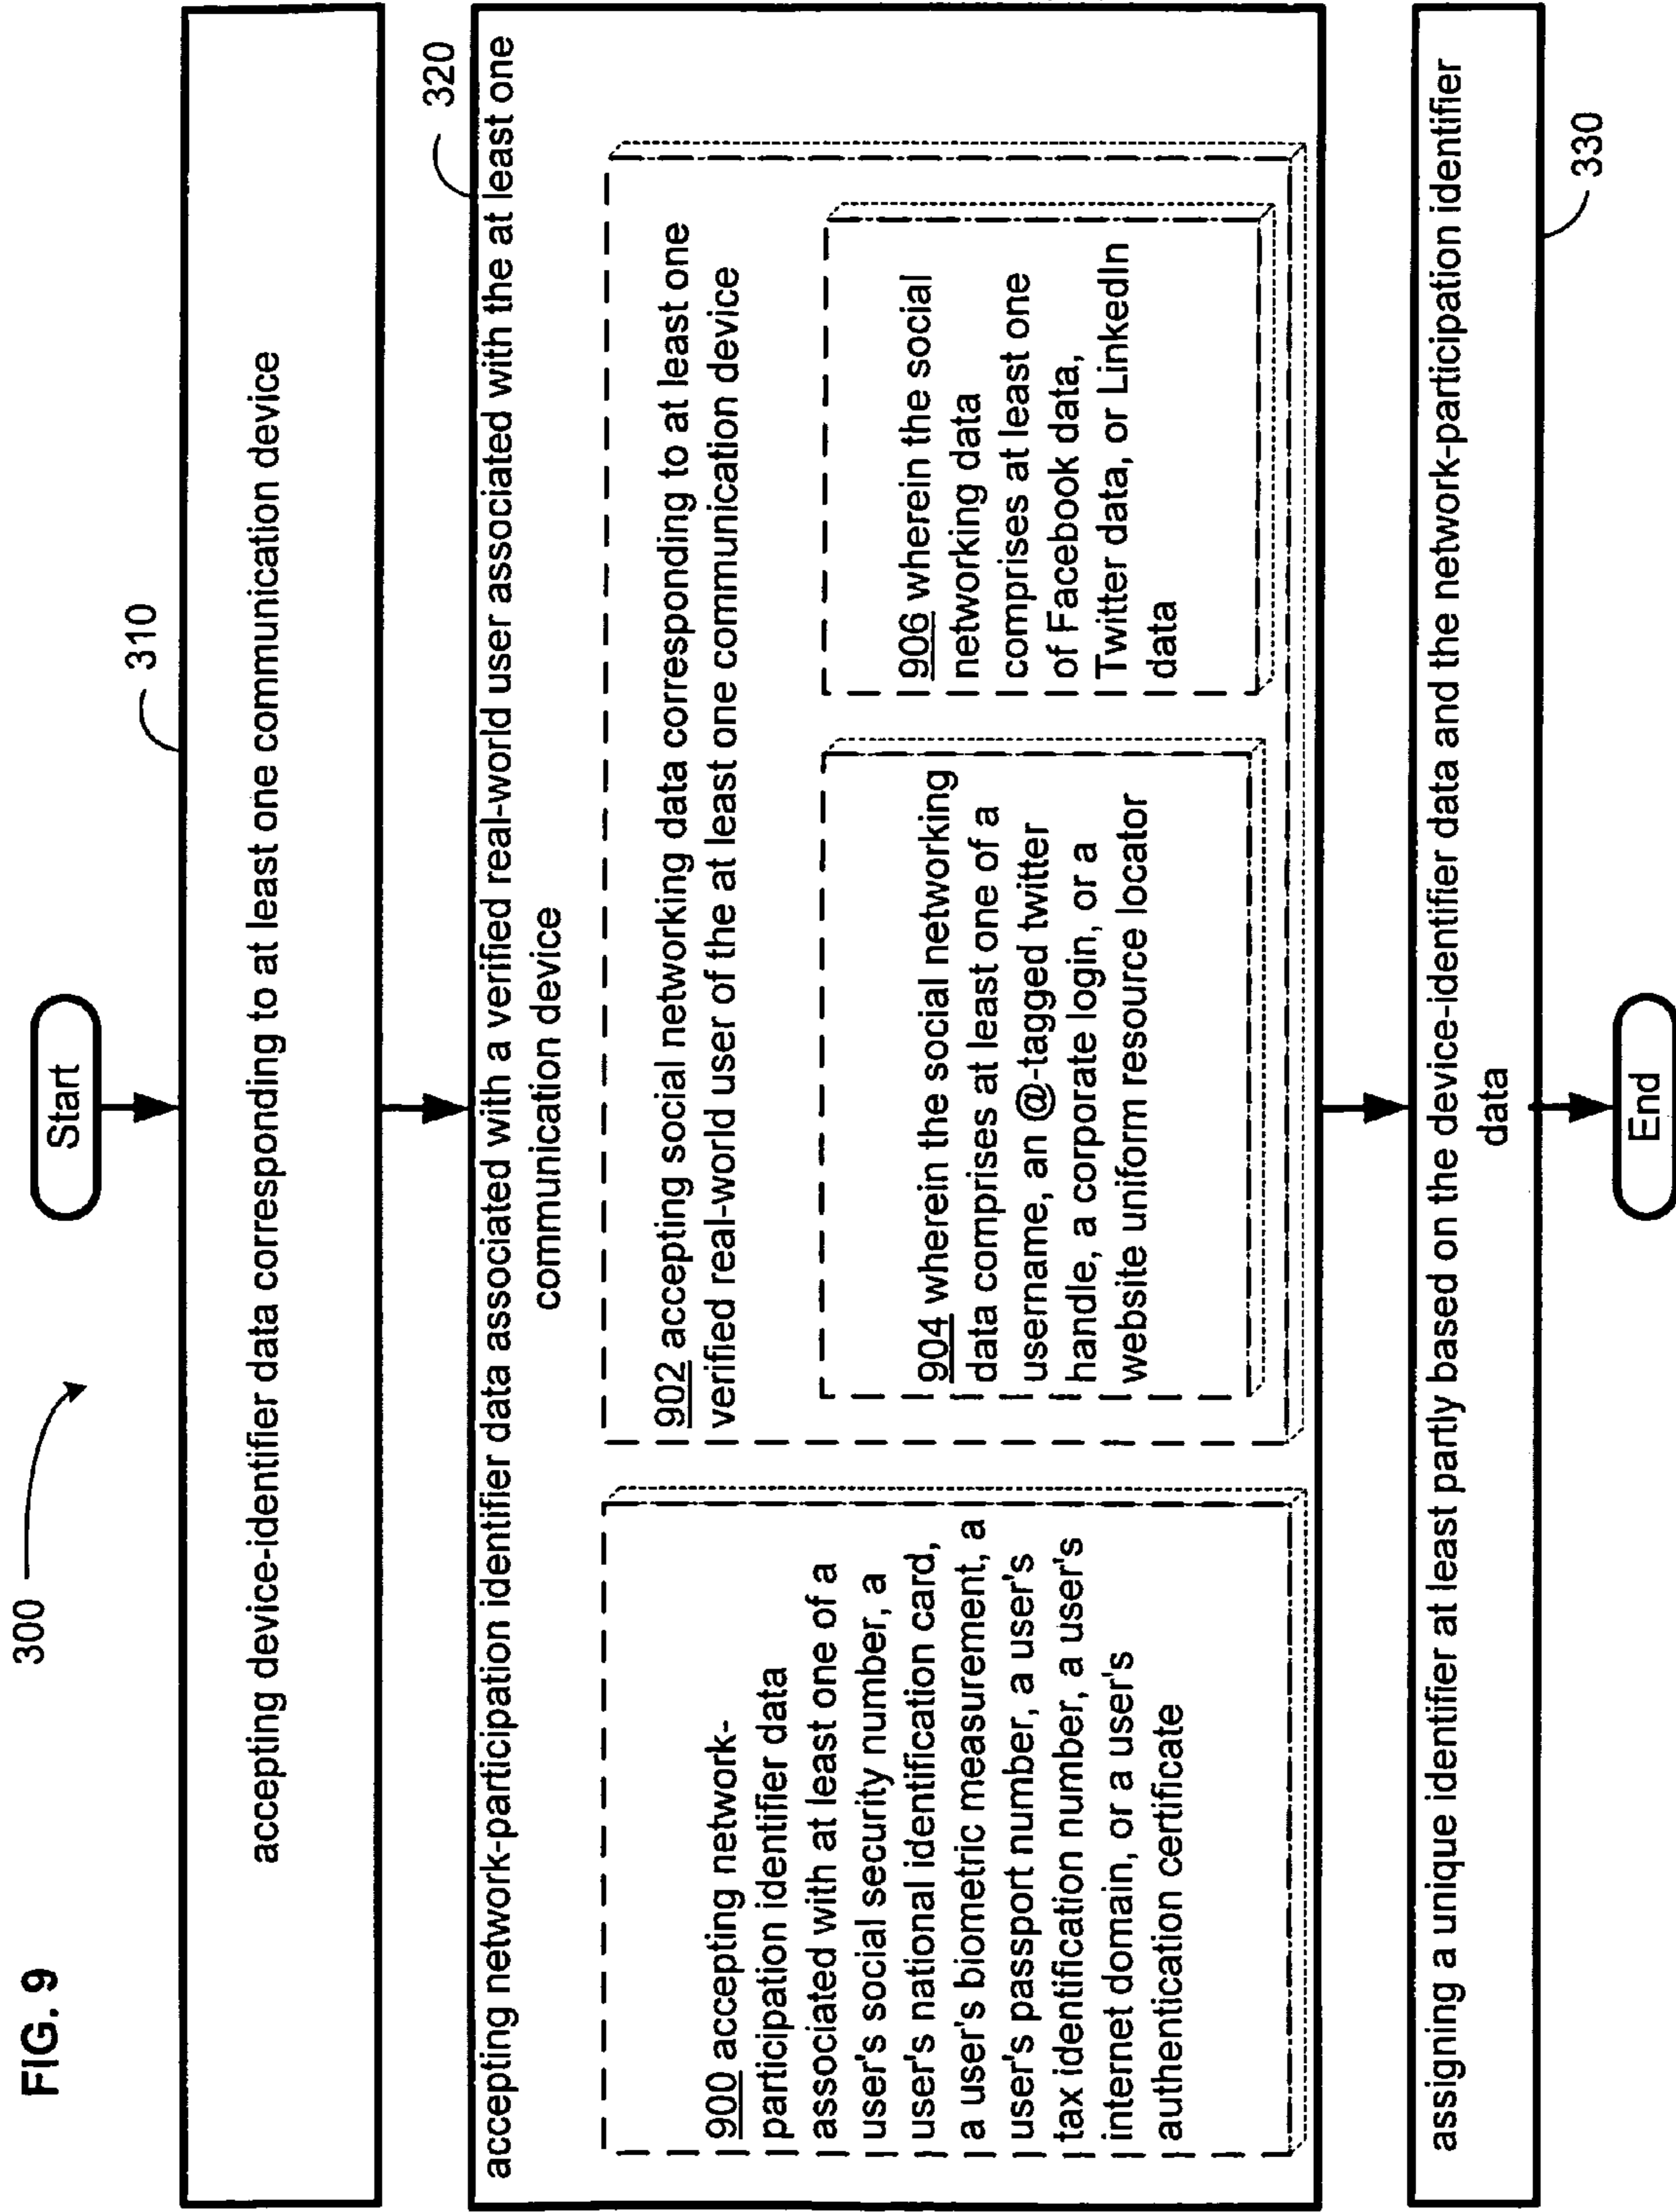 FIG. 9
300
Start
310
accepting device-identifier data corresponding to at least one communication device
320
accepting network-participation identifier data associated with a verified real-world user associated with the at least one
communication device
900 accepting network-
participation identifier data
associated with at least one of a
user's social security number, a
user's national identification card,
a user's biometric measurement, a
user's passport number, a user's
tax identification number, a user's
internet domain, or a user's
authentication certificate
902 accepting social networking data corresponding to at least one
verified real-world user of the at least one communication device
904 wherein the social networking
data comprises at least one of a
username, an @-tagged twitter
handle, a corporate login, or a
website uniform resource locator
906 wherein the social
networking data
comprises at least one
of Facebook data,
Twitter data, or LinkedIn
data
assigning a unique identifier at least partly based on the device-identifier data and the network-participation identifier
data
330
End